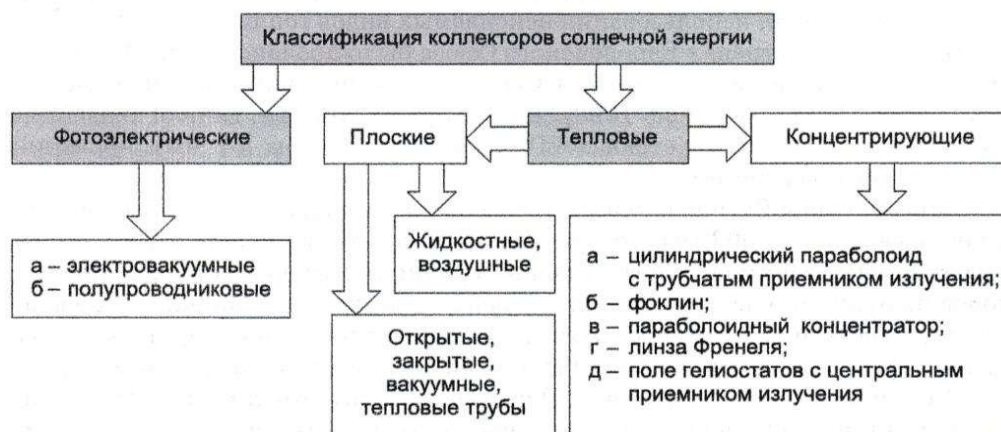 Классификация коллекторов солнечной энергии
Фотоэлектрические
Плоские
Тепловые
Концентрирующие
а – электровакуумные
б – полупроводниковые
Жидкостные,
воздушные
Открытые,
закрытые,
вакуумные,
тепловые трубы
а – цилиндрический параболоид
с трубчатым приемником излучения;
б – фоклин;
в – параболоидный концентратор;
г – линза Френеля;
д – поле гелиостатов с центральным
приемником излучения